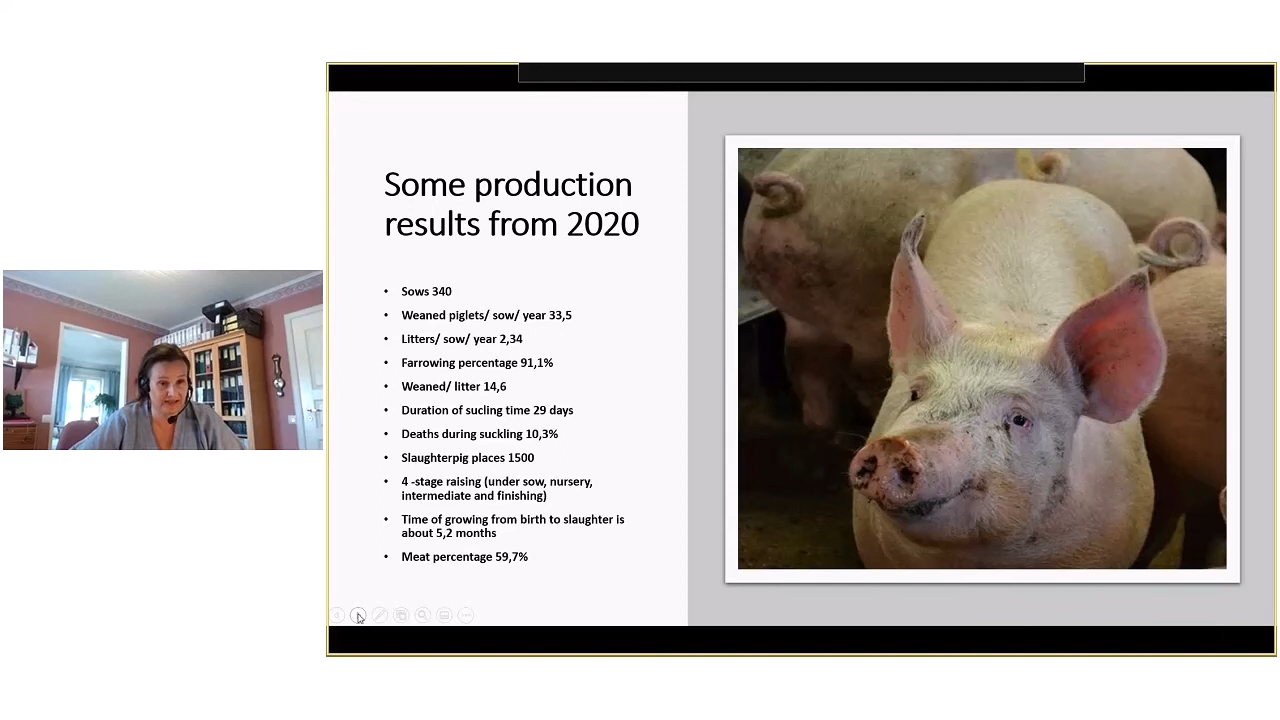 Some production
results from 2020
• Sows 340
• Weaned piglets/ sow/ year 33,5
• Litters/ sow/ year 2,34
• Farrowing percentage 91,1%
• Weaned/ litter 14,6
• Duration of sucling time 29 days
• Deaths during suckling 10,3%
• Slaughterpig places 1500
• 4 -stage raising (under sow, nursery,
intermediate and finishing)
• Time of growing from birth to slaughter is
about 5,2 months
• Meat percentage 59,7%